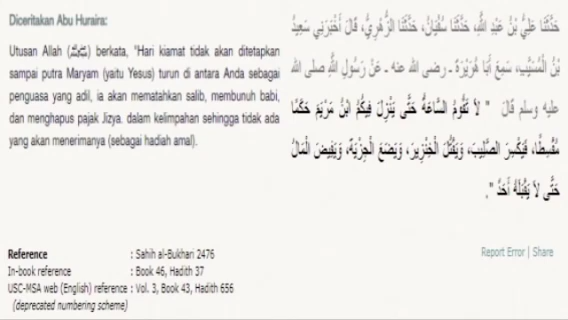 Diceritakan Abu Huraira:
Utusan Allah (ﷺ) berkata, "Hari kiamat tidak akan ditetapkan
sampai putra Maryam (yaitu Yesus) turun di antara Anda sebagai
penguasa yang adil, ia akan mematahkan salib, membunuh babi,
dan menghapus pajak Jizya. dalam kelimpahan sehingga tidak ada
yang akan menerimanya (sebagai hadiah amal).
حَدَّثَنَا عَلِيُّ بْنُ عَبْدِ اللَّهِ، حَدَّثَنَا سُفْيَانُ، حَدَّثَنَا الزُّهْرِيُّ، قَالَ أَخْبَرَنِي سَعِيدُ
بْنُ الْمُسَيَّبِ، سَمِعَ أَبَا هُرَيْرَةَ ـ رضى الله عنه ـ عَنْ رَسُولِ اللَّهِ صلى الله
عليه وسلم قَالَ " لاَ تَقُومُ السَّاعَةُ حَتَّى يَنْزِلَ فِيكُمُ ابْنُ مَرْيَمَ حَكَمًا
مُقْسِطًا، فَيَكْسِرَ الصَّلِيبَ، وَيَقْتُلَ الْخِنْزِيرَ، وَيَضَعَ الْجِزْيَةَ، وَيَفِيضَ الْمَالُ
حَتَّى لاَ يَقْبَلَهُ أَحَدٌ ".
Reference : Sahih al-Bukhari 2476
In-book reference : Book 46, Hadith 37
USC-MSA web (English) reference : Vol. 3, Book 43, Hadith 656
(deprecated numbering scheme)
Report Error | Share